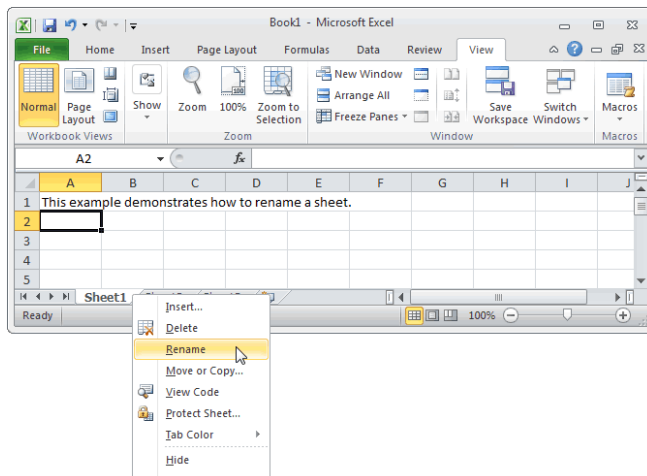 Book1 - Microsoft Excel
File Home Insert Page Layout Formulas Data Review View
Normal Page Layout Show Zoom 100% Zoom to Selection New Window Arrange All Freeze Panes Save Workspace Switch Windows Macros
Workbook Views Zoom Window Macros
A2 fx
A B C D E F G H I J
1 This example demonstrates how to rename a sheet.
2
3
4
5
Sheet1
Ready 100%
Insert...
Delete
Rename
Move or Copy...
View Code
Protect Sheet...
Tab Color
Hide